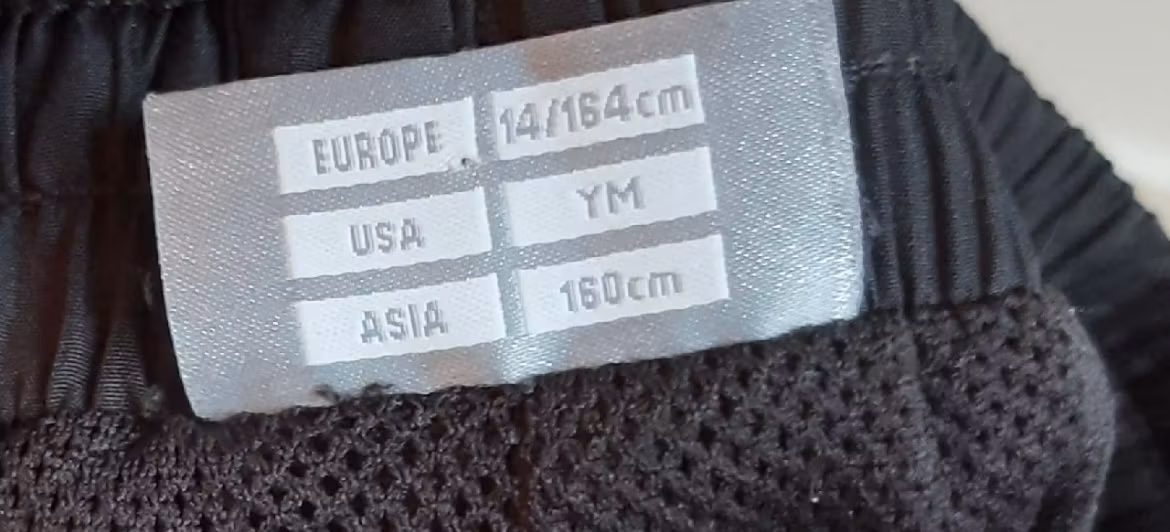 EUROPE 14/164cm
USA YM
ASIA 160cm